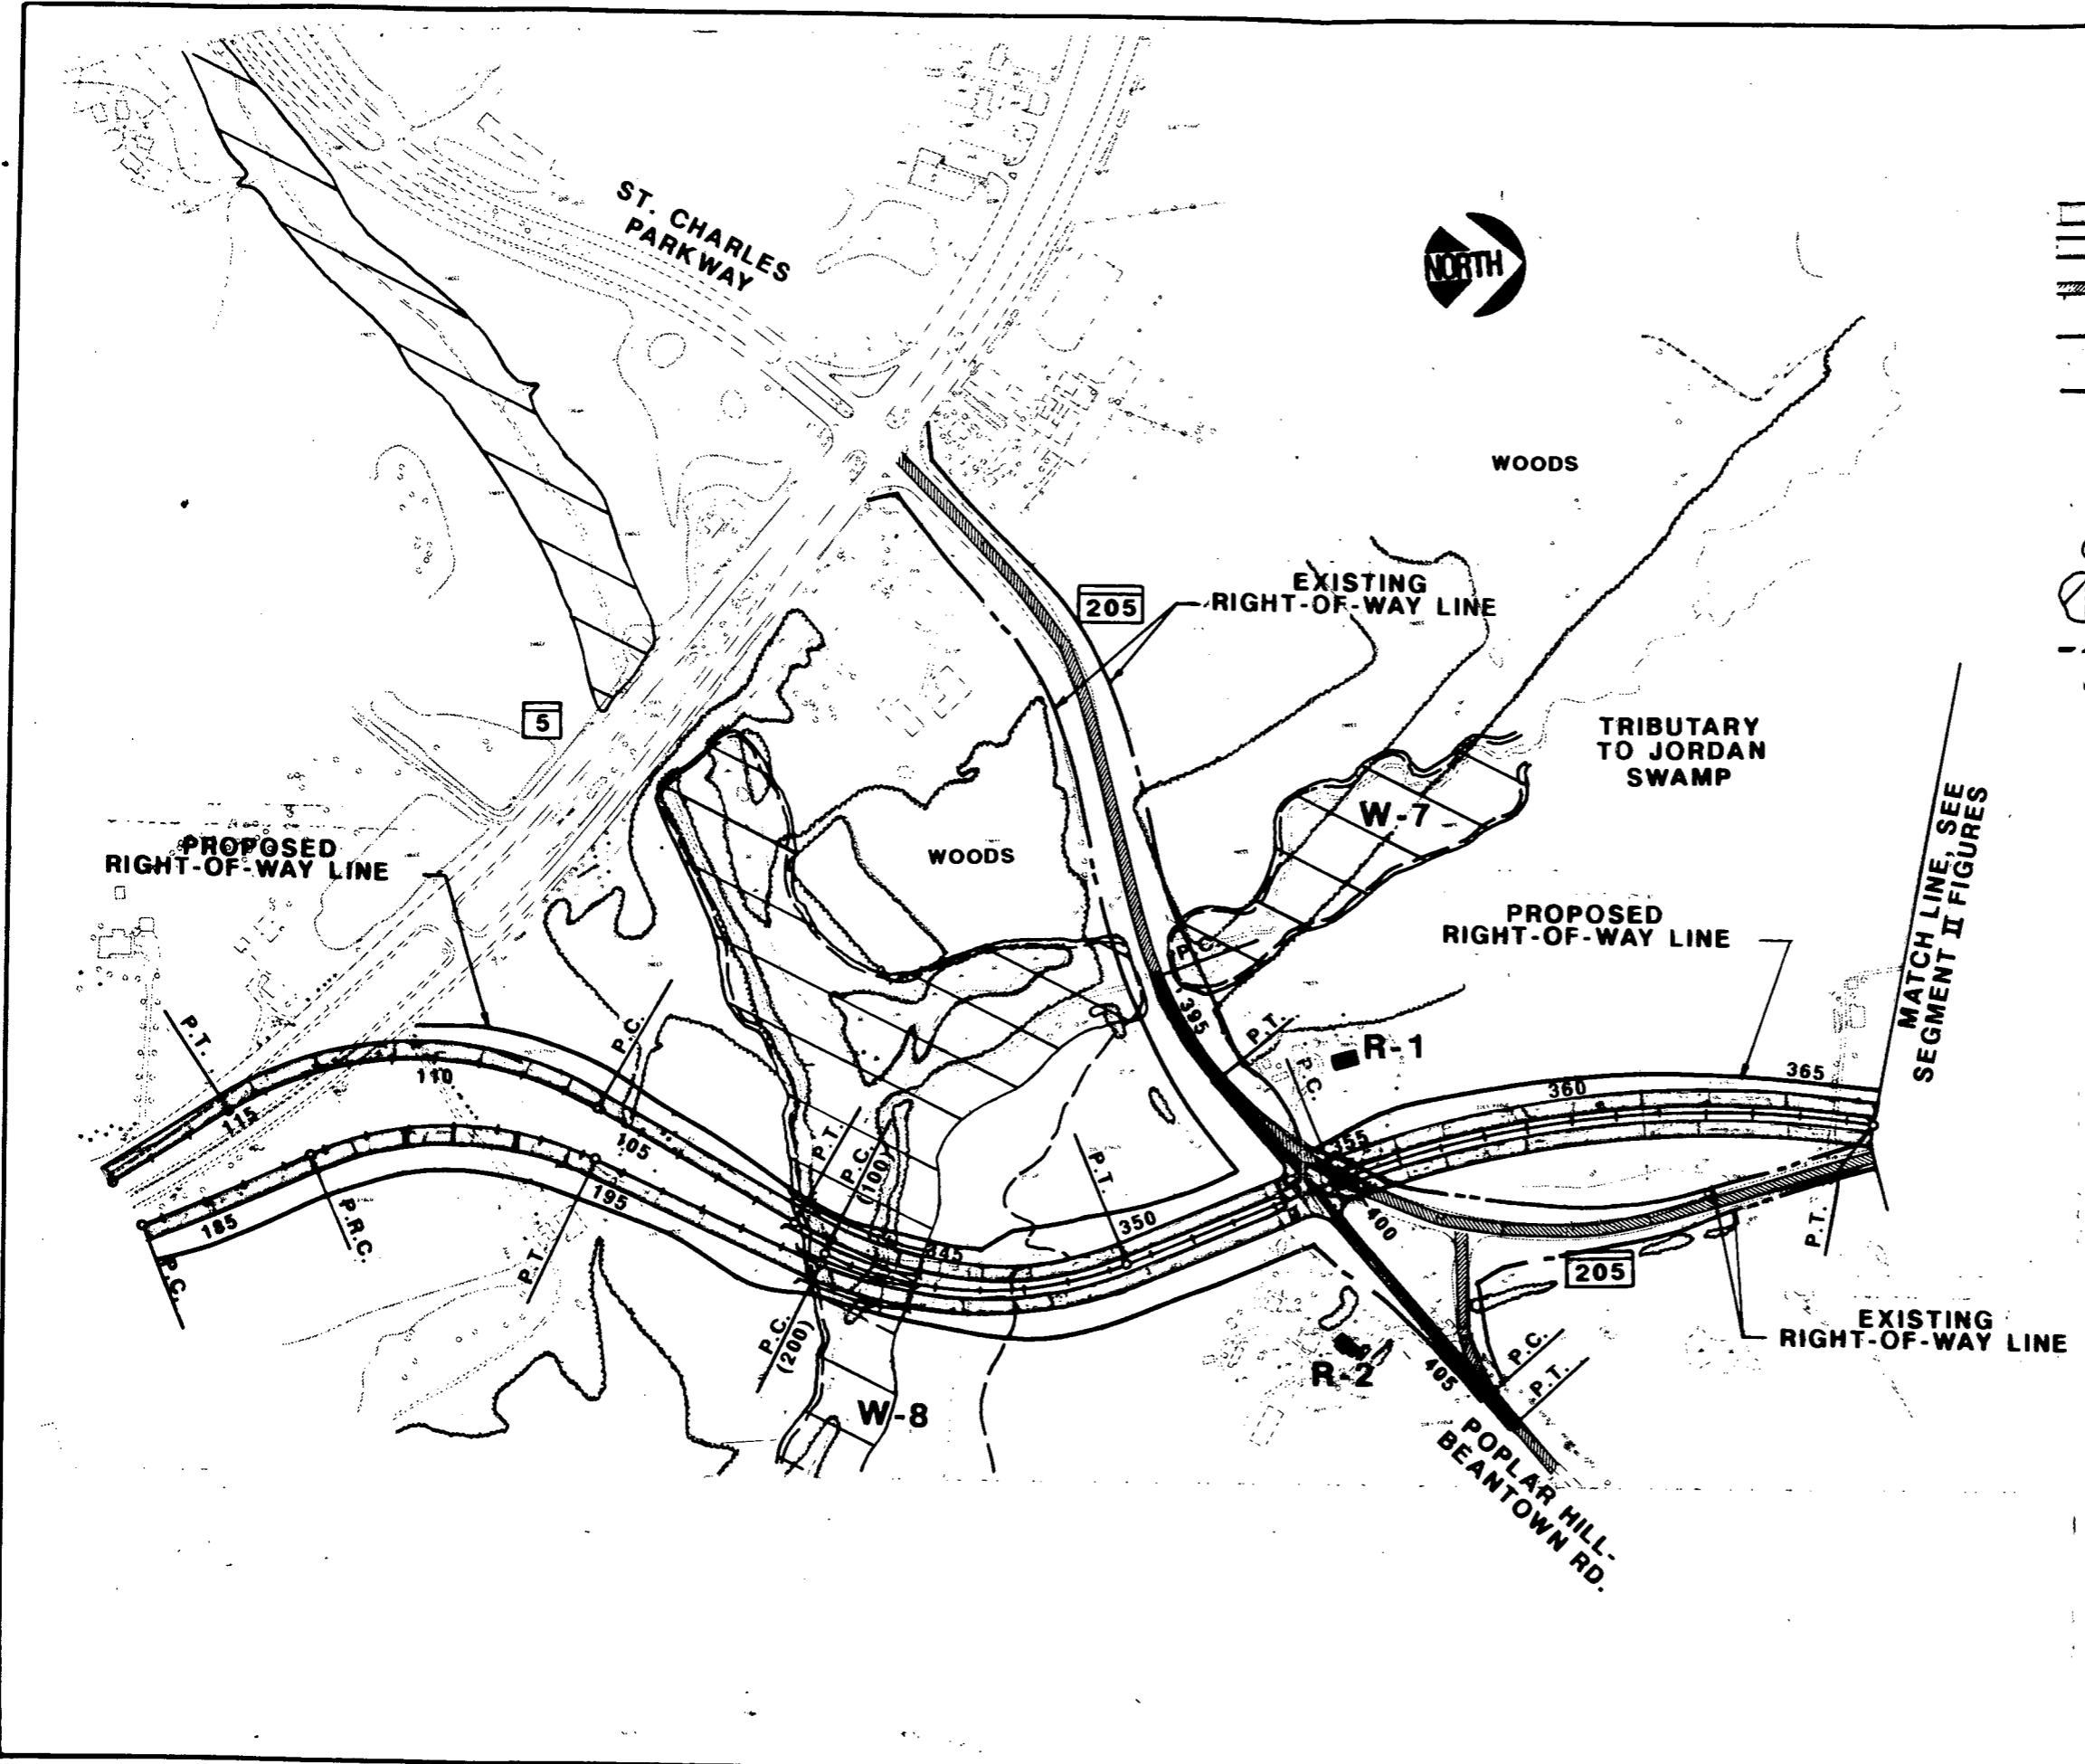 ST. CHARLES
PARKWAY
NORTH
WOODS
EXISTING
RIGHT-OF-WAY LINE
205
5
TRIBUTARY
TO JORDAN
SWAMP
W-7
WOODS
PROPOSED
RIGHT-OF-WAY LINE
PROPOSED
RIGHT-OF-WAY LINE
MATCH LINE, SEE
SEGMENT II FIGURES
P.C.
395
P.T.
R-1
P.C.
P.T.
P.C.
110
115
105
360
365
355
P.T.
P.C.
(100)
P.T.
350
345
400
185
P.R.C.
195
P.T.
P.C.
P.T.
205
P.C.
(200)
EXISTING
RIGHT-OF-WAY LINE
R-2
405
P.C.
P.T.
W-8
POPLAR HILL-
BEANTOWN RD.